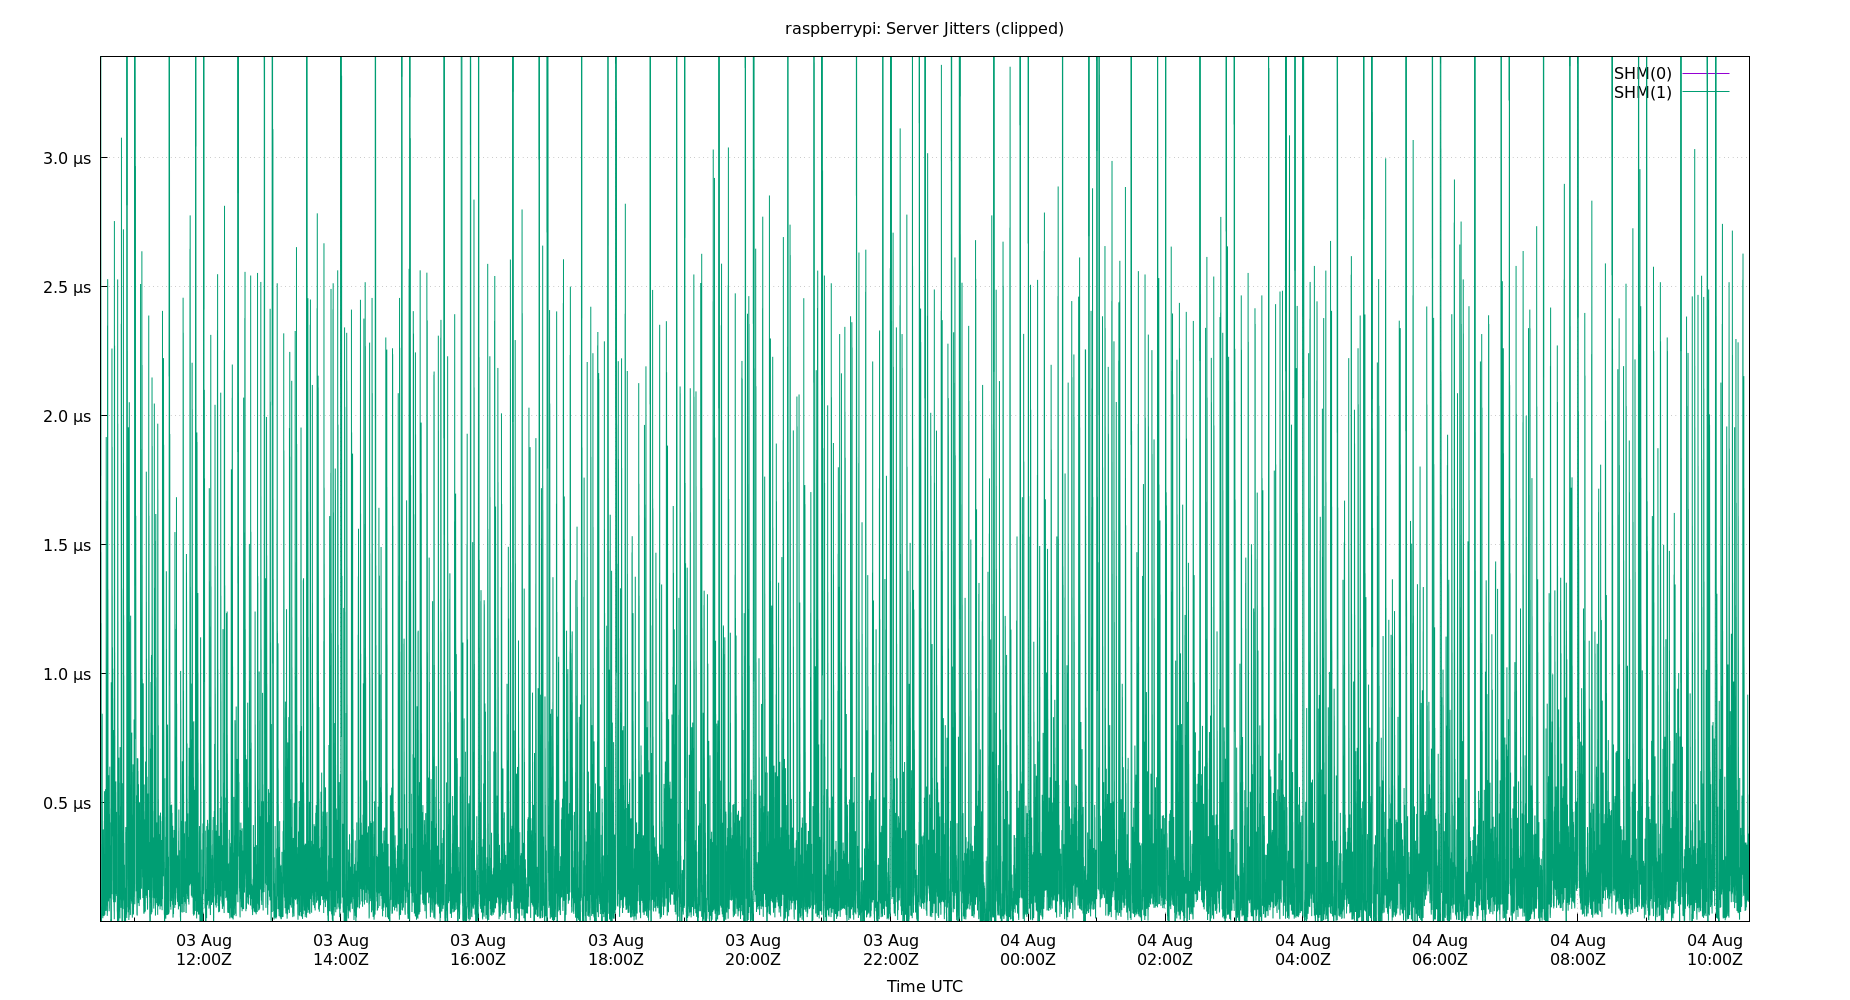 raspberrypi: Server Jitters (clipped)
SHM(0)
SHM(1)
3.0 µs
2.5 µs
2.0 µs
1.5 µs
1.0 µs
0.5 µs
03 Aug 03 Aug 03 Aug 03 Aug 03 Aug 03 Aug 04 Aug 04 Aug 04 Aug 04 Aug 04 Aug 04 Aug
12:00Z 14:00Z 16:00Z 18:00Z 20:00Z 22:00Z 00:00Z 02:00Z 04:00Z 06:00Z 08:00Z 10:00Z
Time UTC